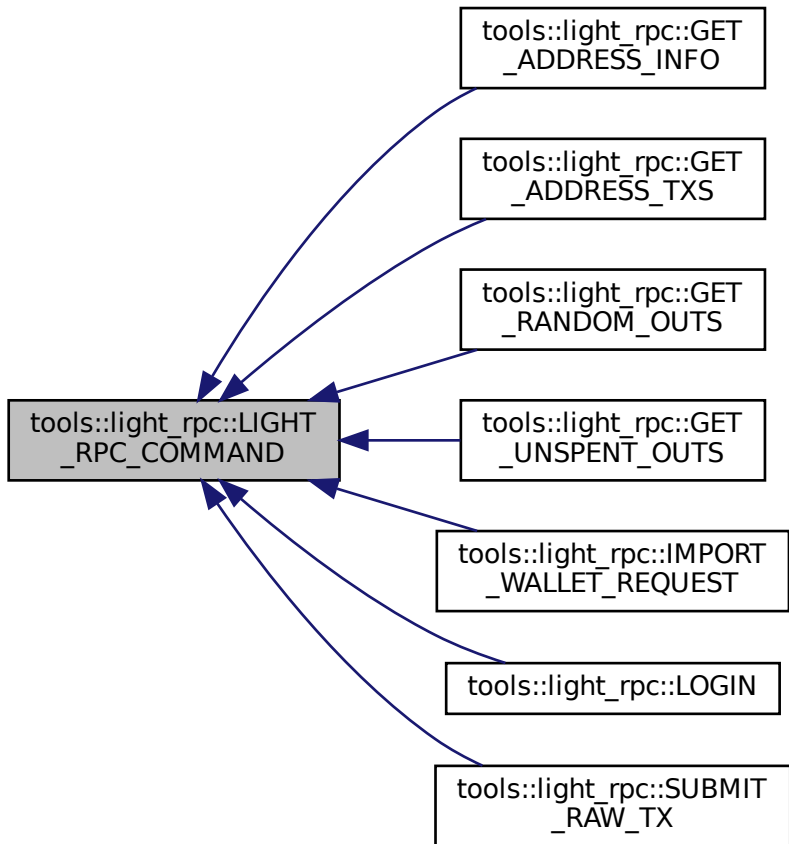 tools::light_rpc::GET
_ADDRESS_INFO
tools::light_rpc::GET
_ADDRESS_TXS
tools::light_rpc::GET
_RANDOM_OUTS
tools::light_rpc::LIGHT
_RPC_COMMAND
tools::light_rpc::GET
_UNSPENT_OUTS
tools::light_rpc::IMPORT
_WALLET_REQUEST
tools::light_rpc::LOGIN
tools::light_rpc::SUBMIT
_RAW_TX